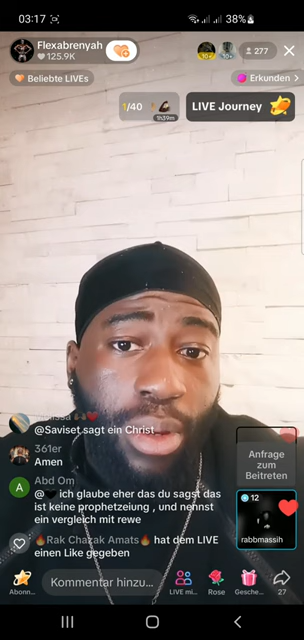 03:17
38%
Flexabrenyah
125.9K
277
Beliebte LIVEs
Erkunden >
1/40
1h39m
LIVE Journey
@Saviset sagt ein Christ
361er
Amen
Abd Om
@🖤ich glaube eher das du sagst das
ist keine prophetzeiung , und nennst
ein vergleich mit rewe
🔥Rak Chazak Amats🔥 hat dem LIVE
einen Like gegeben
Anfrage
zum
Beitreten
12
rabbmassih
Abonn...
Kommentar hinzu...
LIVE mi...
Rose
Gesche...
27